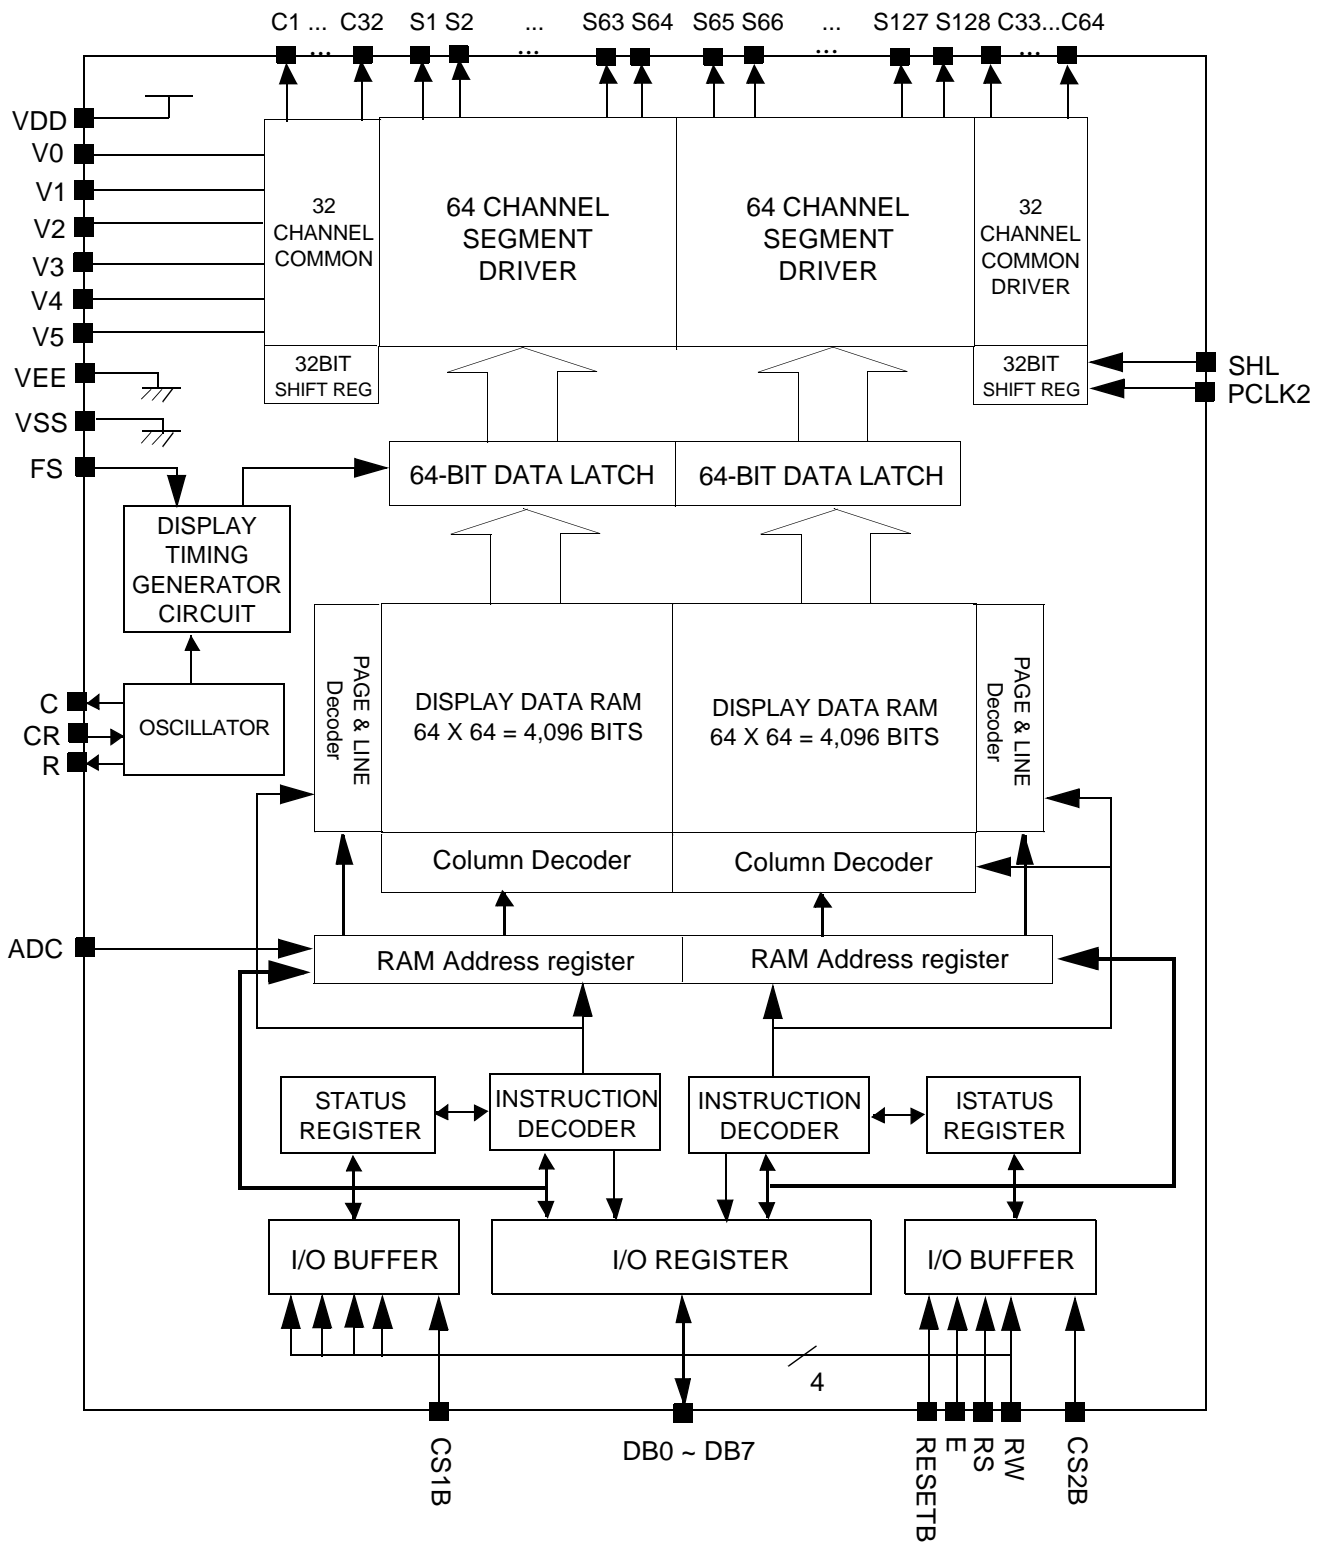 C1 ... C32 S1 S2 ... S63 S64 S65 S66 ... S127 S128 C33...C64
... ... ... ...
VDD
V0
V1
V2
V3
V4
V5
VEE
VSS
FS
32
CHANNEL
COMMON
64 CHANNEL
SEGMENT
DRIVER
64 CHANNEL
SEGMENT
DRIVER
32
CHANNEL
COMMON
DRIVER
32BIT
SHIFT REG
32BIT
SHIFT REG
SHL
PCLK2
64-BIT DATA LATCH
64-BIT DATA LATCH
DISPLAY
TIMING
GENERATOR
CIRCUIT
C
CR
R
OSCILLATOR
PAGE & LINE
Decoder
DISPLAY DATA RAM
64 X 64 = 4,096 BITS
DISPLAY DATA RAM
64 X 64 = 4,096 BITS
PAGE & LINE
Decoder
Column Decoder
Column Decoder
ADC
RAM Address register
RAM Address register
STATUS
REGISTER
INSTRUCTION
DECODER
INSTRUCTION
DECODER
ISTATUS
REGISTER
I/O BUFFER
I/O REGISTER
I/O BUFFER
4
CS1B
DB0 ~ DB7
RESETB
E
RS
RW
CS2B